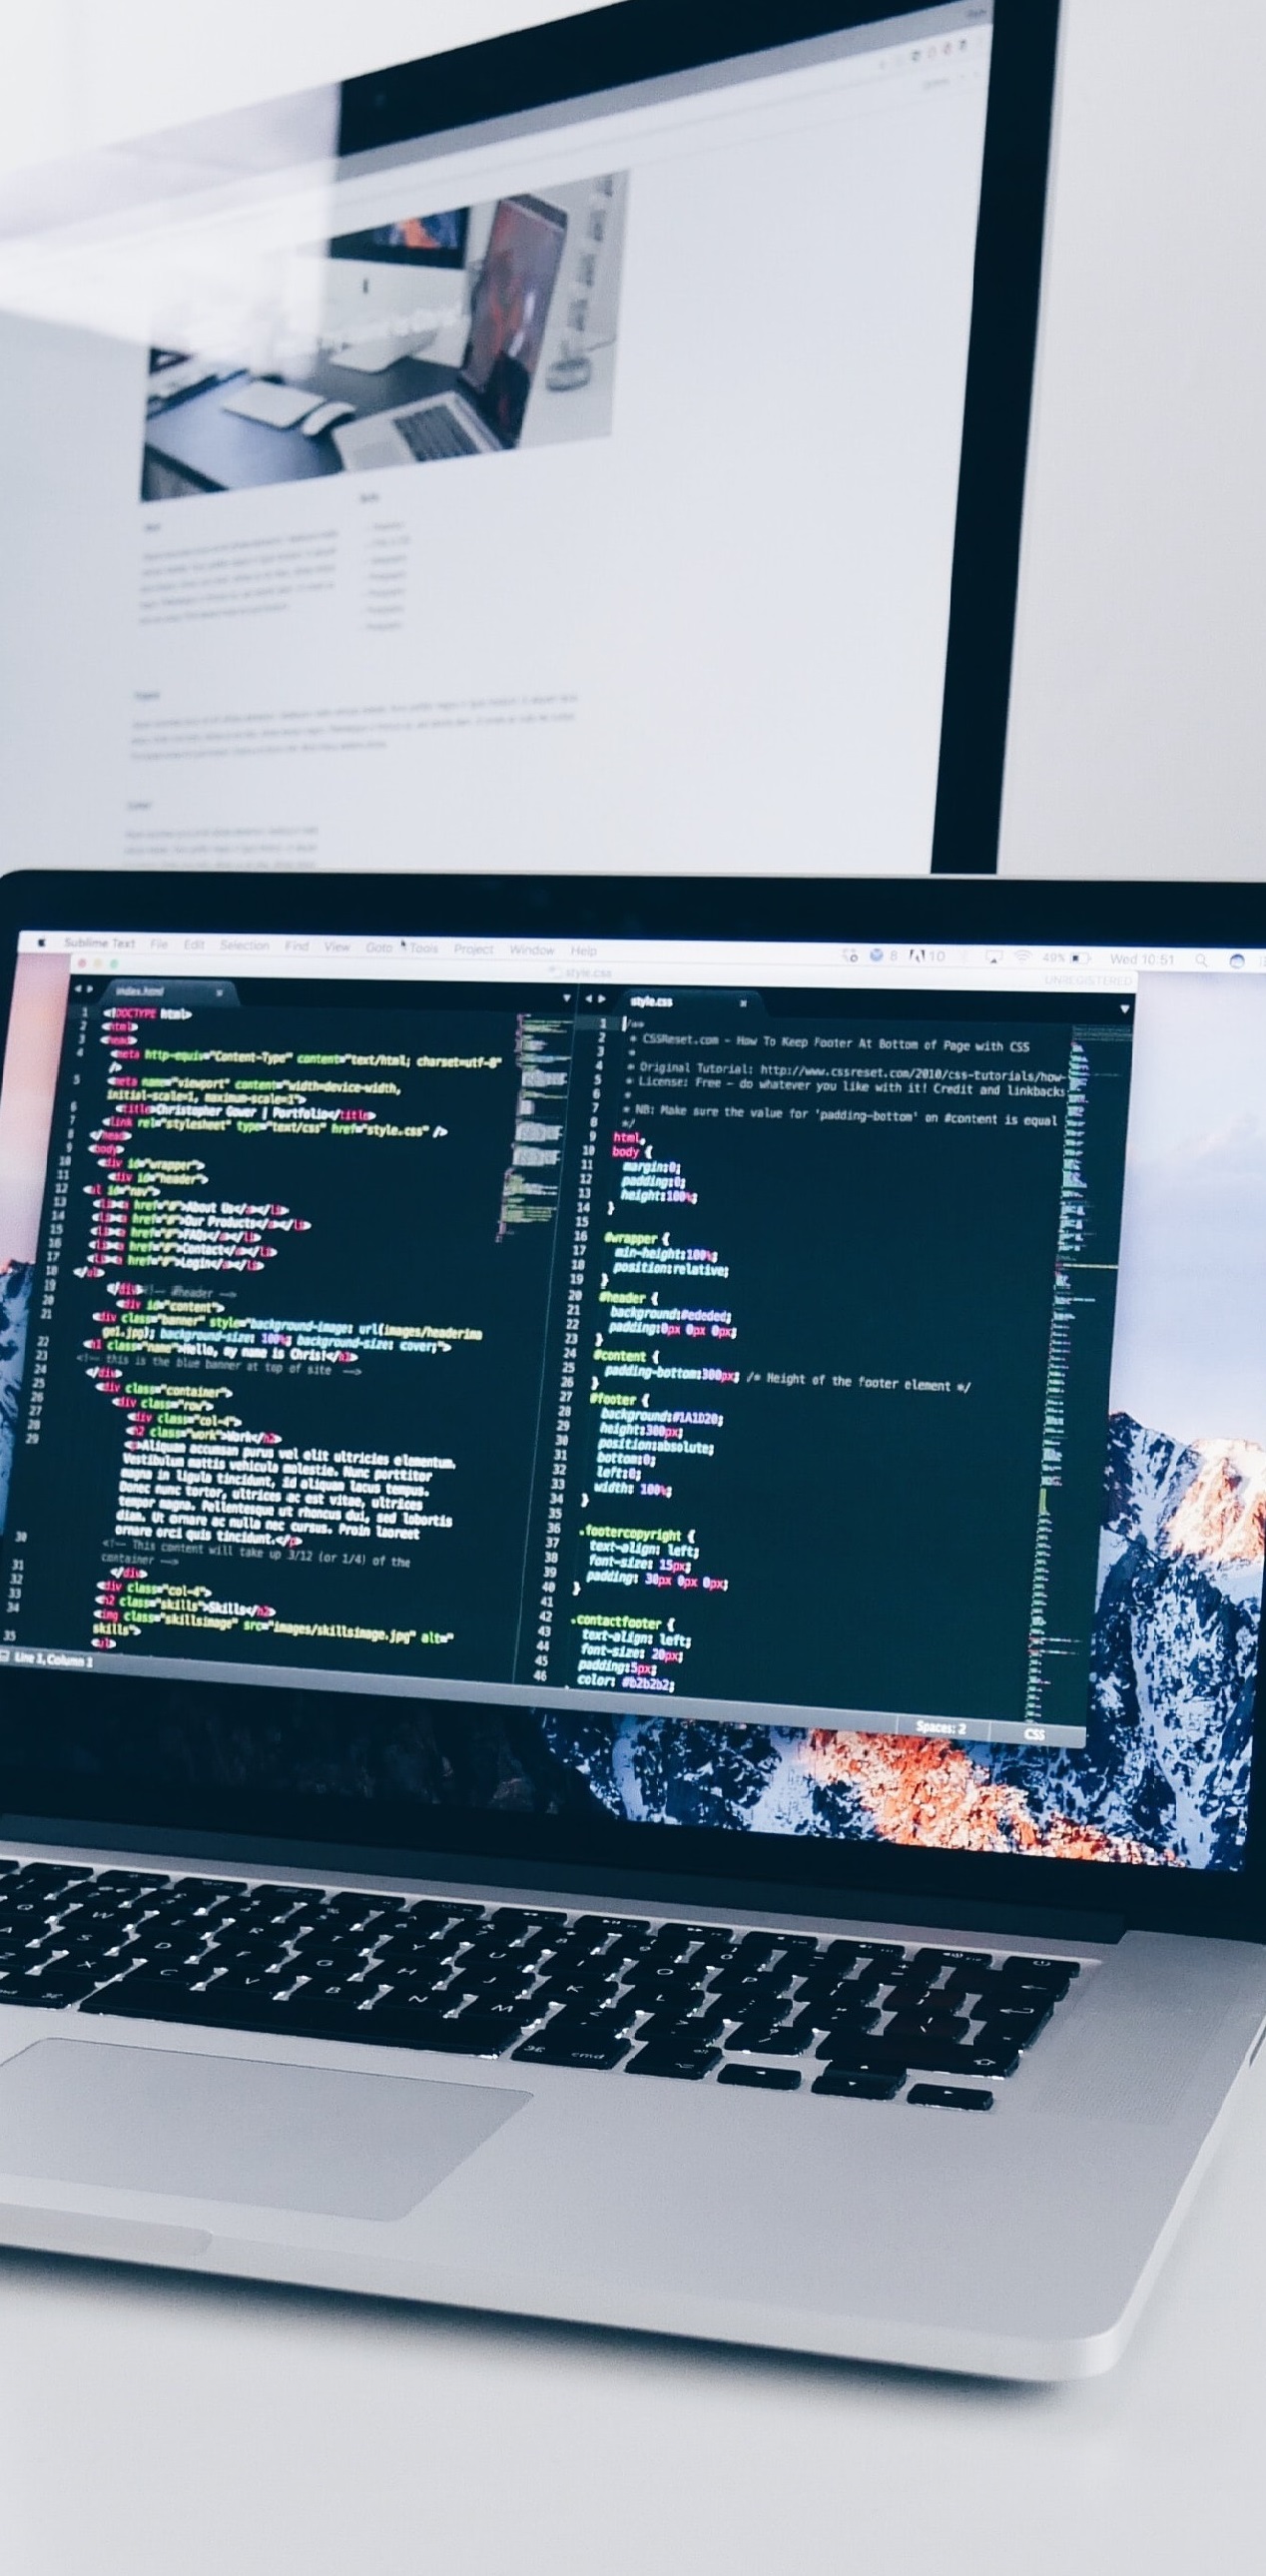 Sublime Text File Edit Selection Find View Goto Tools Project Window Help 8 10 49% Wed 10:51
style.css
UNREGISTERED
index.html
1 <!DOCTYPE html>
2 <html>
3 <head>
4 <meta http-equiv="Content-Type" content="text/html; charset=utf-8"
/>
5 <meta name="viewport" content="width=device-width,
initial-scale=1, maximum-scale=1">
6 <title>Christopher Gower | Portfolio</title>
7 <link rel="stylesheet" type="text/css" href="style.css" />
8 </head>
9 <body>
10 <div id="wrapper">
11 <div id="header">
12 <ul id="nav">
13 <li><a href="#">About Us</a></li>
14 <li><a href="#">Our Products</a></li>
15 <li><a href="#">FAQs</a></li>
16 <li><a href="#">Contact</a></li>
17 <li><a href="#">Login</a></li>
18 </ul>
19 </div><!-- #header -->
20 <div id="content">
21 <div class="banner" style="background-image: url(images/headerima
ge1.jpg); background-size: 100%; background-size: cover;">
22 <h1 class="name">Hello, my name is Chris!</h1>
23 <!-- this is the blue banner at top of site -->
24 </div>
25 <div class="container">
26 <div class="row">
27 <div class="col-4">
28 <h2 class="work">Work</h2>
29 <p>Aliquam accumsan purus vel elit ultricies elementum.
Vestibulum mattis vehicula molestie. Nunc porttitor
magna in ligula tincidunt, id aliquam lacus tempus.
Donec nunc tortor, ultrices ac est vitae, ultrices
tempor magna. Pellentesque ut rhoncus dui, sed lobortis
diam. Ut ornare ac nulla nec cursus. Proin laoreet
ornare orci quis tincidunt.</p>
30 <!-- This content will take up 3/12 (or 1/4) of the
container -->
31 </div>
32 <div class="col-4">
33 <h2 class="skills">Skills</h2>
34 <img class="skillsimage" src="images/skillsimage.jpg" alt="
skills">
35 <ul>
Line 1, Column 1
style.css
1 /**
2 * CSSReset.com - How To Keep Footer At Bottom of Page with CSS
3 *
4 * Original Tutorial: http://www.cssreset.com/2010/css-tutorials/how-
5 * License: Free - do whatever you like with it! Credit and linkbacks
6 *
7 * NB: Make sure the value for 'padding-bottom' on #content is equal
8 */
9 html,
10 body {
11 margin:0;
12 padding:0;
13 height:100%;
14 }
15
16 #wrapper {
17 min-height:100%;
18 position:relative;
19 }
20 #header {
21 background:#ededed;
22 padding:0px 0px 0px;
23 }
24 #content {
25 padding-bottom:300px; /* Height of the footer element */
26 }
27 #footer {
28 background:#1A1D20;
29 height:300px;
30 position:absolute;
31 bottom:0;
32 left:0;
33 width: 100%;
34 }
35
36 .footercopyright {
37 text-align: left;
38 font-size: 15px;
39 padding: 30px 0px 0px;
40 }
41
42 .contactfooter {
43 text-align: left;
44 font-size: 20px;
45 padding:5px;
46 color: #b2b2b2;
Spaces: 2 CSS
Y U I O P
S D F G H J K L
X C V B N M
cmd